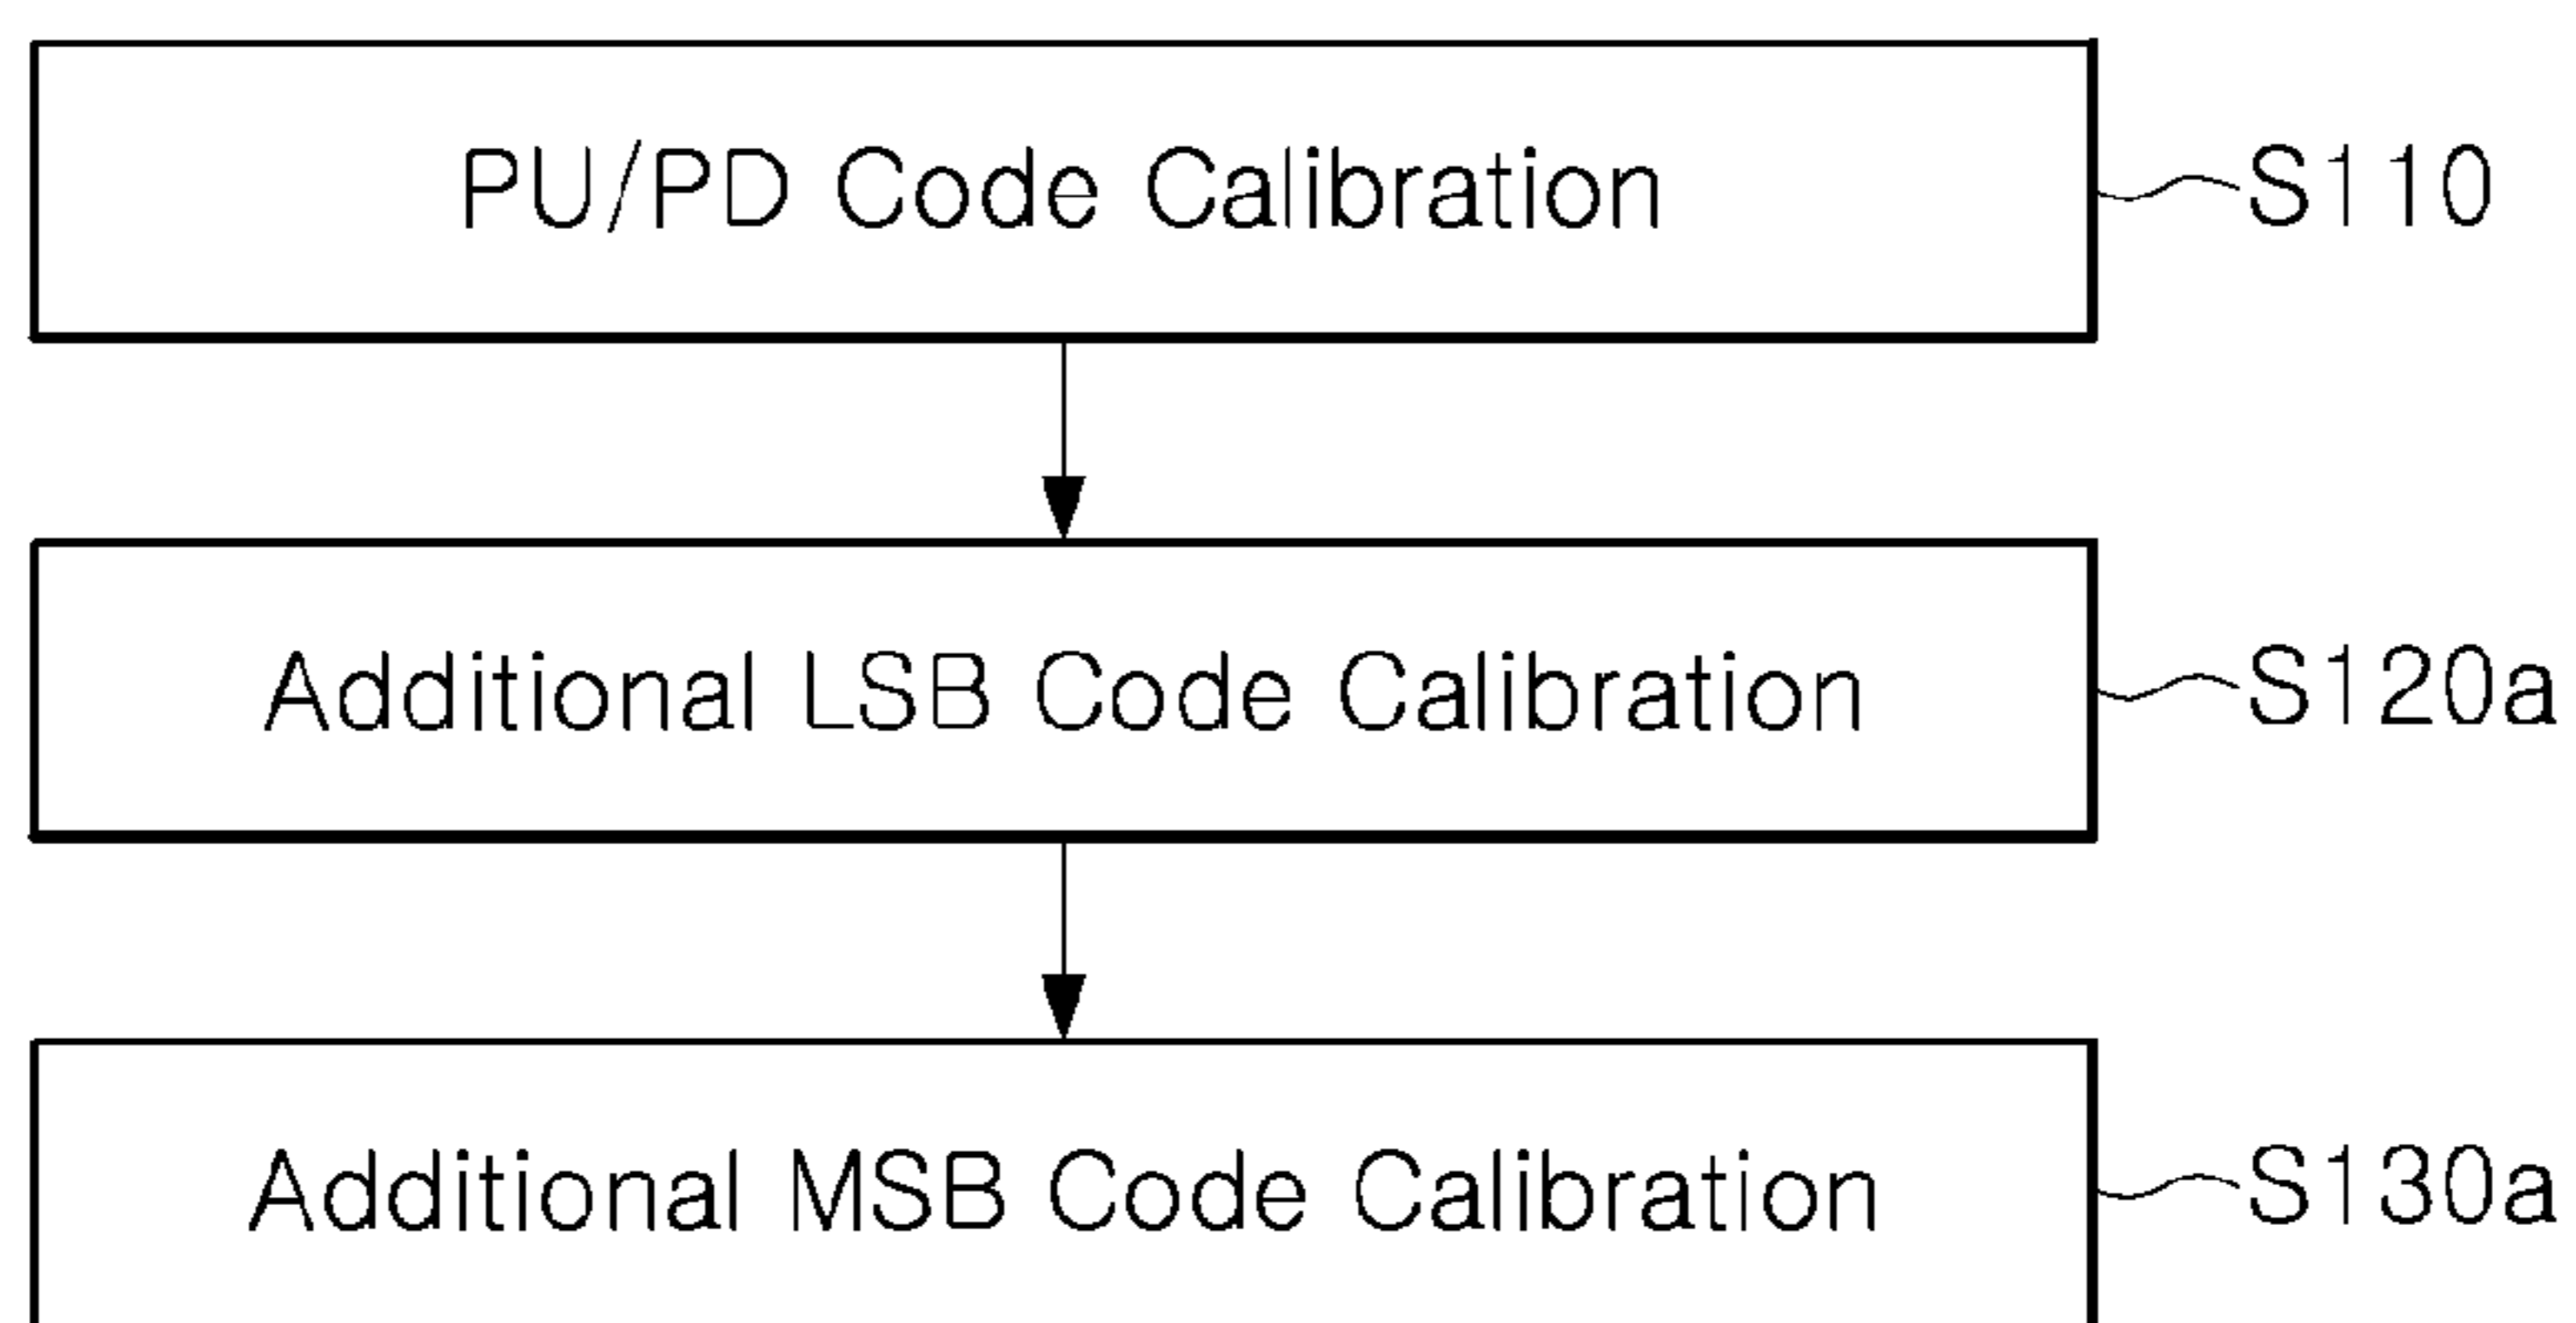 PU/PD Code Calibration S110
Additional LSB Code Calibration S120a
Additional MSB Code Calibration S130a